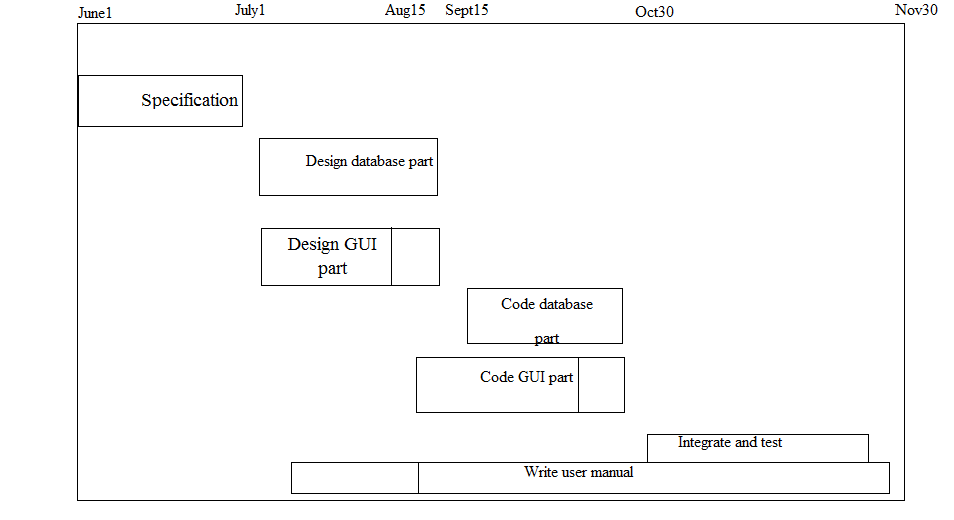 June1 July1 Aug15 Sept15 Oct30 Nov30
Specification
Design database part
Design GUI
part
Code database
part
Code GUI part
Integrate and test
Write user manual